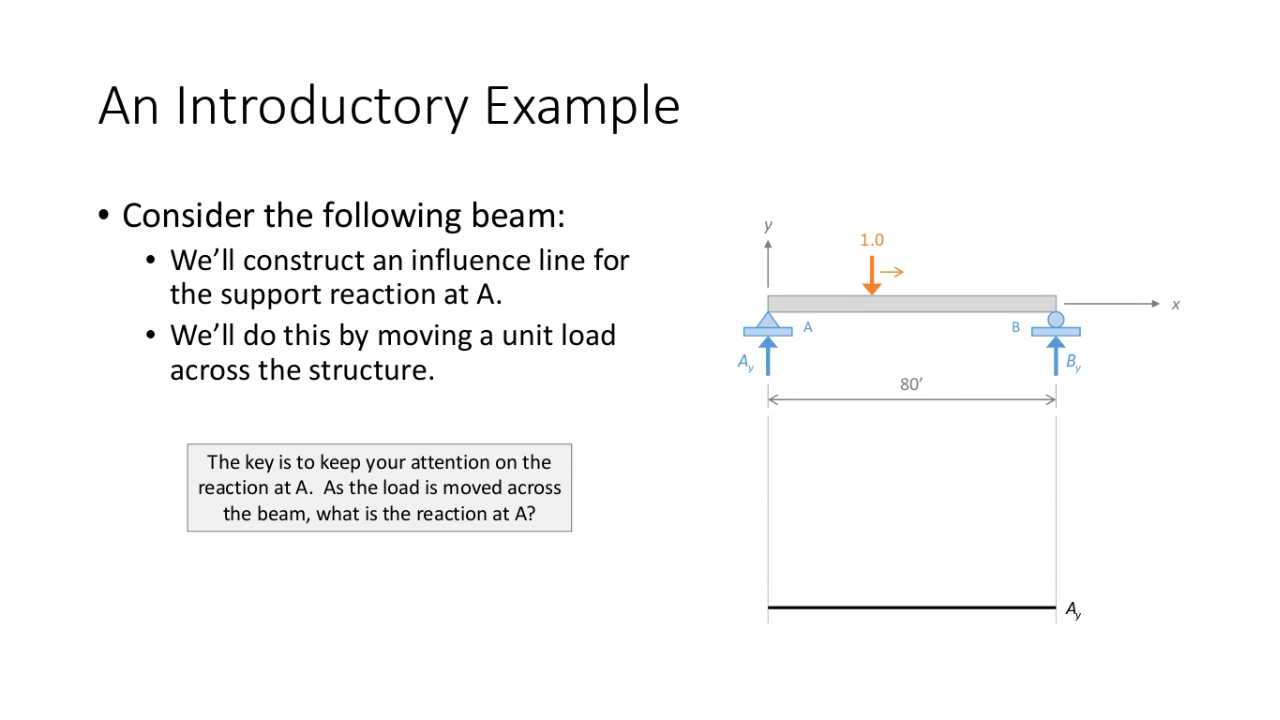 An Introductory Example
• Consider the following beam:
• We’ll construct an influence line for
the support reaction at A.
• We’ll do this by moving a unit load
across the structure.
The key is to keep your attention on the
reaction at A.  As the load is moved across
the beam, what is the reaction at A?
y
1.0
x
A
B
Ay
By
80’
Ay